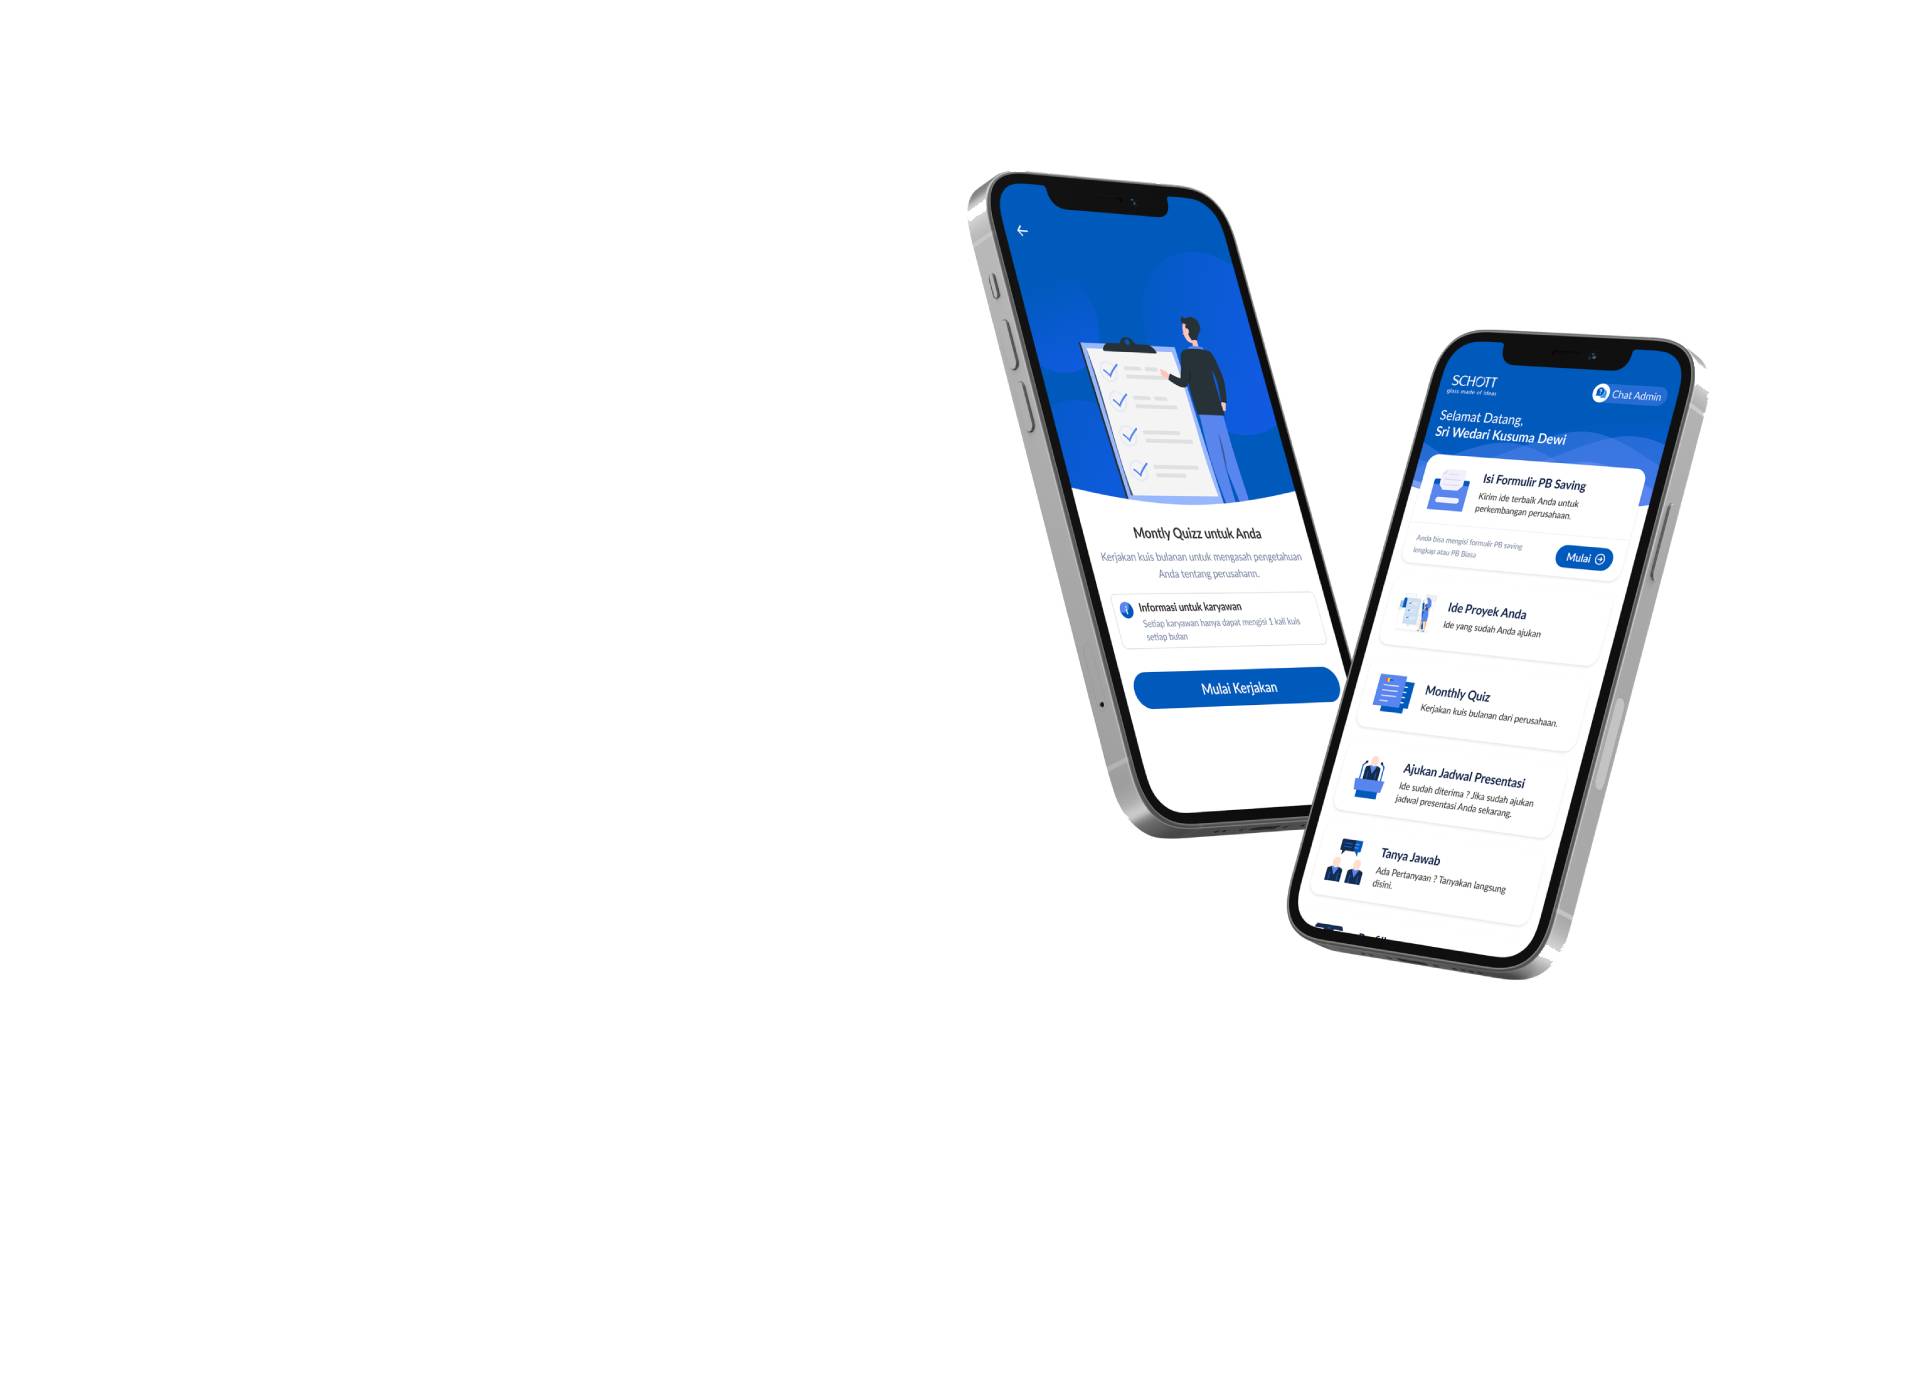 Montly Quizz untuk Anda
Kerjakan kuis bulanan untuk mengasah pengetahuan
Anda tentang perusahann.
Informasi untuk karyawan
Setiap karyawan hanya dapat mengisi 1 kali kuis
setiap bulan
Mulai Kerjakan
SCHOTT
glass made of ideas
Chat Admin
Selamat Datang,
Sri Wedari Kusuma Dewi
Isi Formulir PB Saving
Kirim ide terbaik Anda untuk
perkembangan perusahaan.
Anda bisa mengisi formulir PB saving
lengkap atau PB Biasa
Mulai
Ide Proyek Anda
Ide yang sudah Anda ajukan
Monthly Quiz
Kerjakan kuis bulanan dari perusahaan.
Ajukan Jadwal Presentasi
Ide sudah diterima ? Jika sudah ajukan
jadwal presentasi Anda sekarang.
Tanya Jawab
Ada Pertanyaan ? Tanyakan langsung
disini.